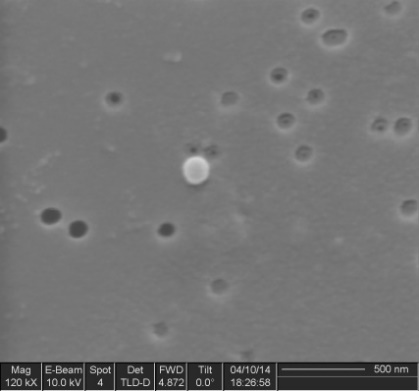 Mag E-Beam Spot Det FWD Tilt 04/10/14 500 nm
120 kX 10.0 kV 4 TLD-D 4.872 0.0° 18:26:58